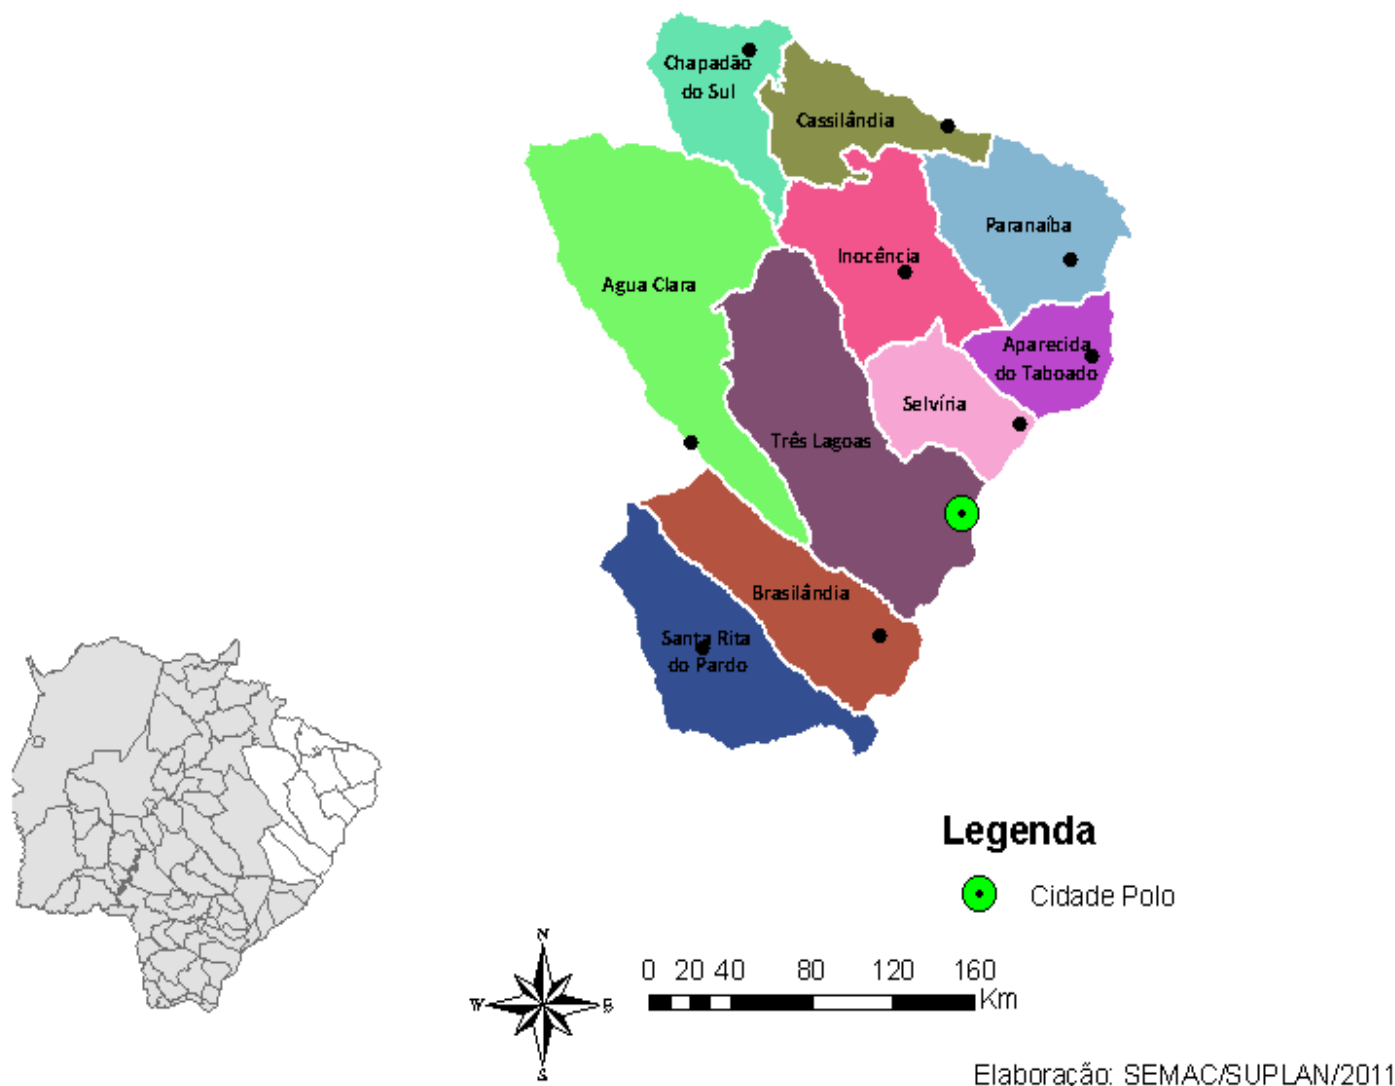 Chapadão
do Sul
Cassilândia
Paranaíba
Inocência
Agua Clara
Aparecida
do Taboado
Selvíria
Três Lagoas
Brasilândia
Santa Rita
do Pardo
Legenda
Cidade Polo
N
W
E
S
0 20 40 80 120 160
Km
Elaboração: SEMAC/SUPLAN/2011